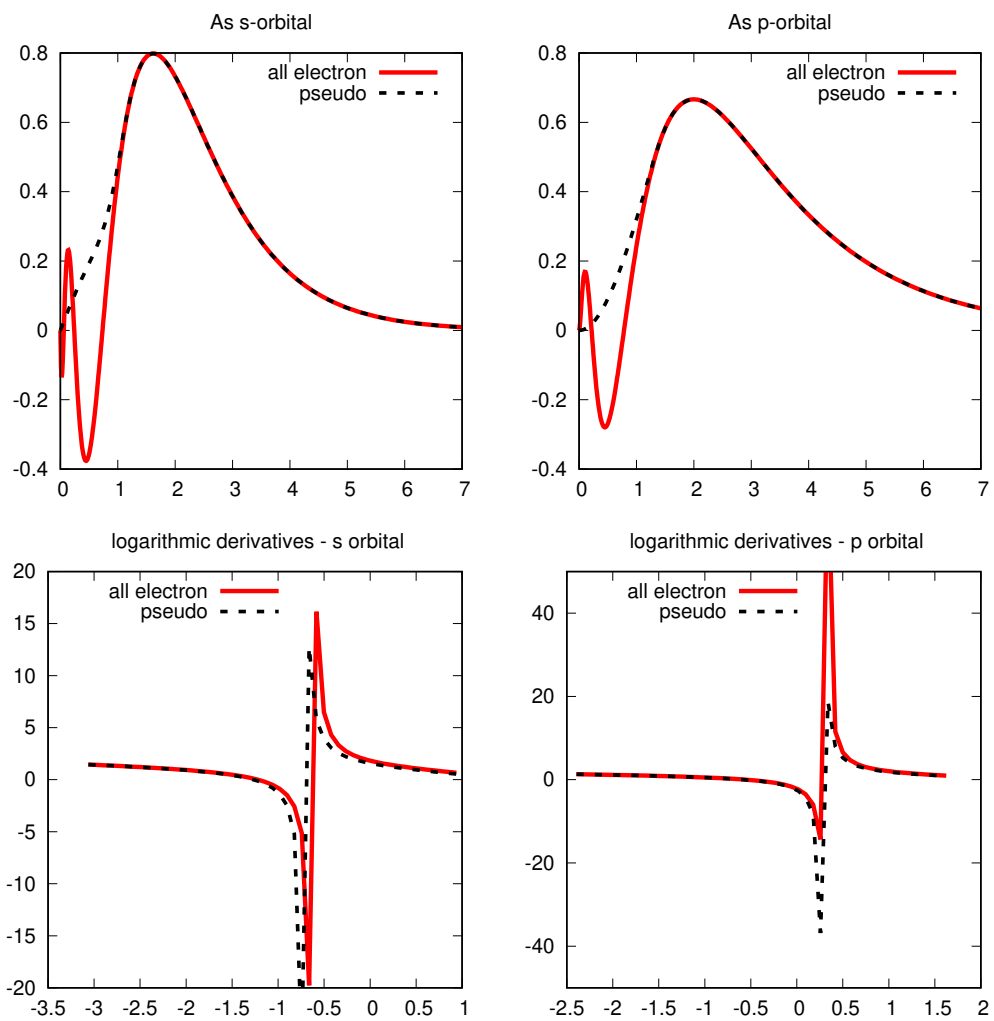 As s-orbital
all electron
pseudo
0.8
0.6
0.4
0.2
0
-0.2
-0.4
0 1 2 3 4 5 6 7
As p-orbital
all electron
pseudo
0.8
0.6
0.4
0.2
0
-0.2
-0.4
0 1 2 3 4 5 6 7
logarithmic derivatives - s orbital
all electron
pseudo
20
15
10
5
0
-5
-10
-15
-20
-3.5 -3 -2.5 -2 -1.5 -1 -0.5 0 0.5 1
logarithmic derivatives - p orbital
all electron
pseudo
40
20
0
-20
-40
-2.5 -2 -1.5 -1 -0.5 0 0.5 1 1.5 2